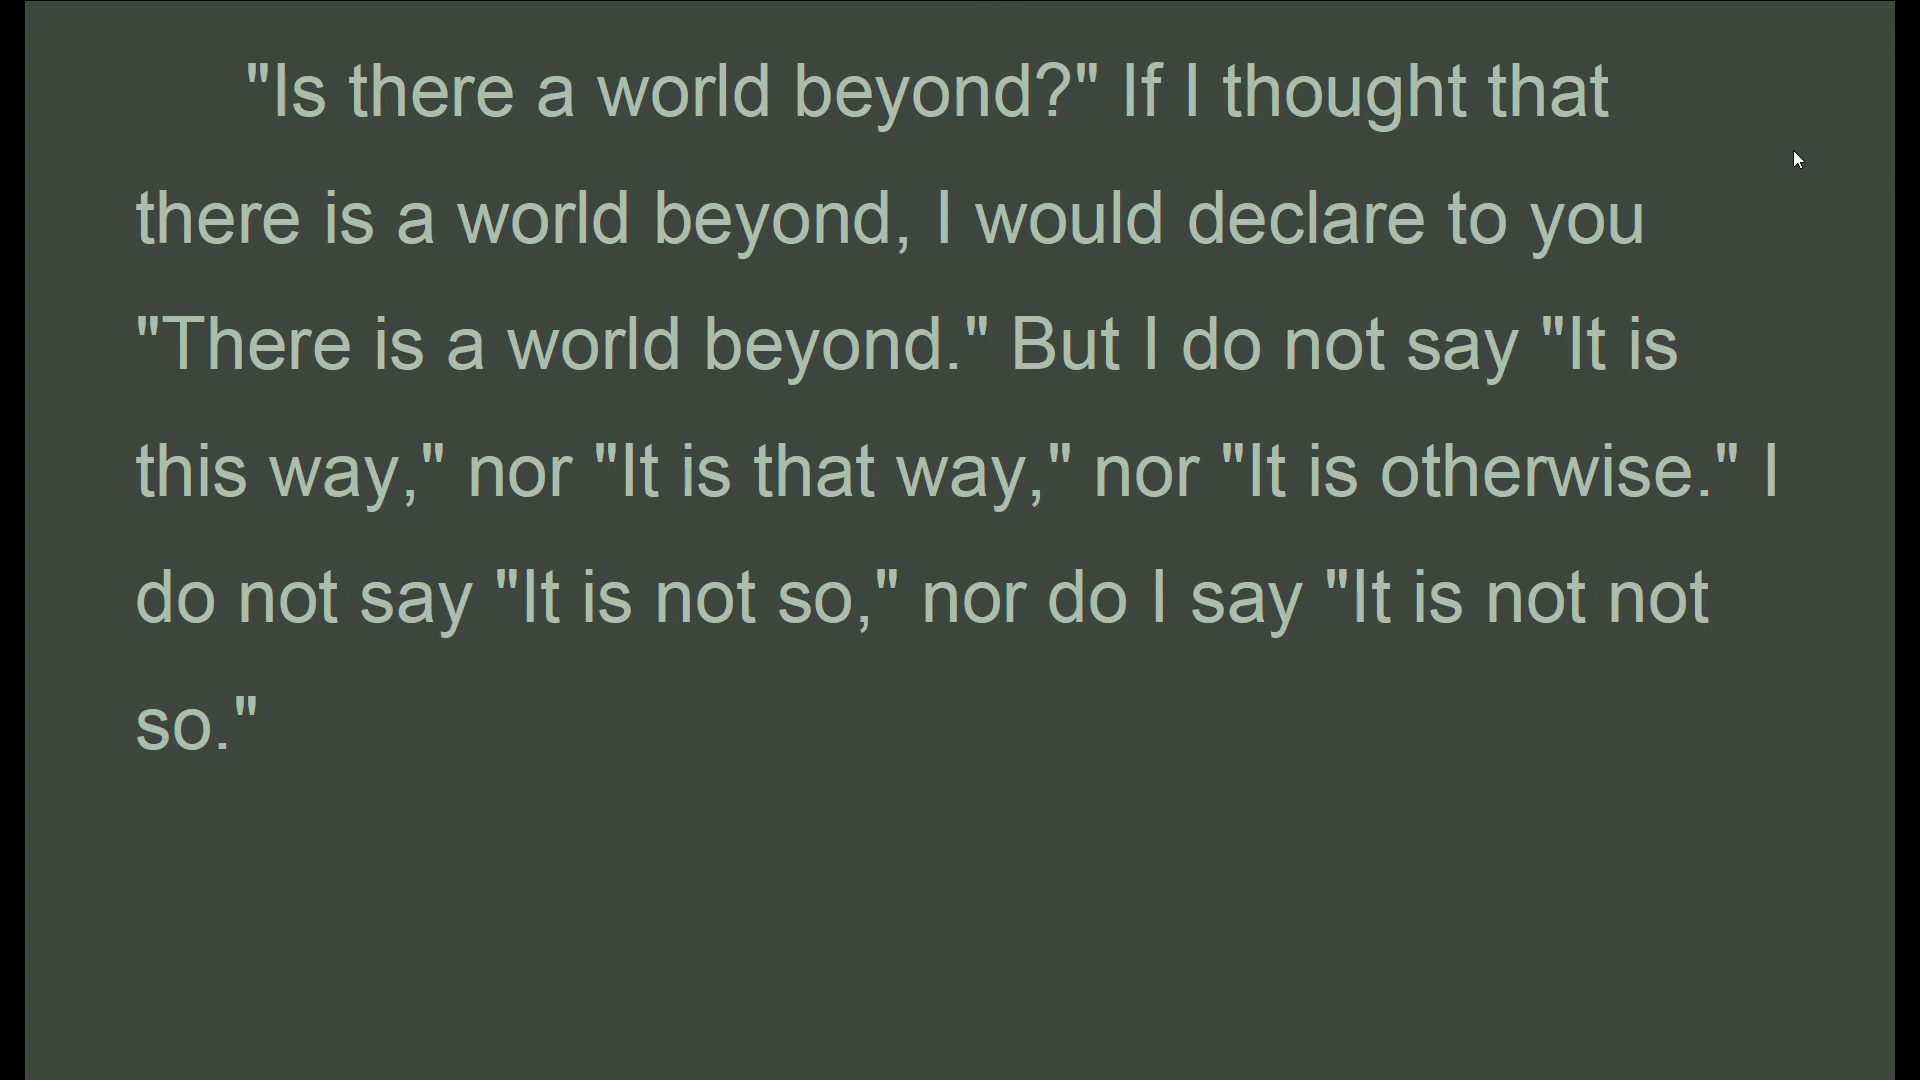 "Is there a world beyond?" If I thought that
there is a world beyond, I would declare to you
"There is a world beyond." But I do not say "It is
this way," nor "It is that way," nor "It is otherwise." I
do not say "It is not so," nor do I say "It is not not
so."